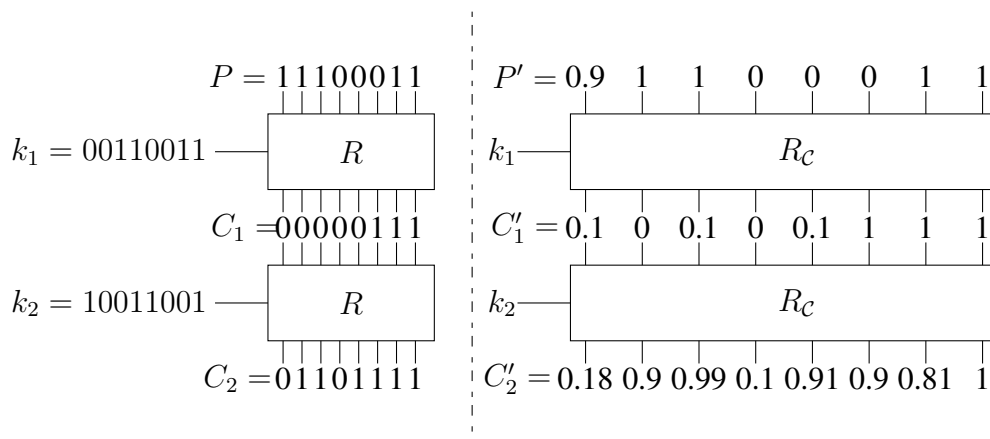 P = 11100011
k₁ = 00110011
R
C₁ = 00000111
k₂ = 10011001
R
C₂ = 01101111
P′ = 0.9 1 1 0 0 0 1 1
k₁
R_𝒞
C′₁ = 0.1 0 0.1 0 0.1 1 1 1
k₂
R_𝒞
C′₂ = 0.18 0.9 0.99 0.1 0.91 0.9 0.81 1